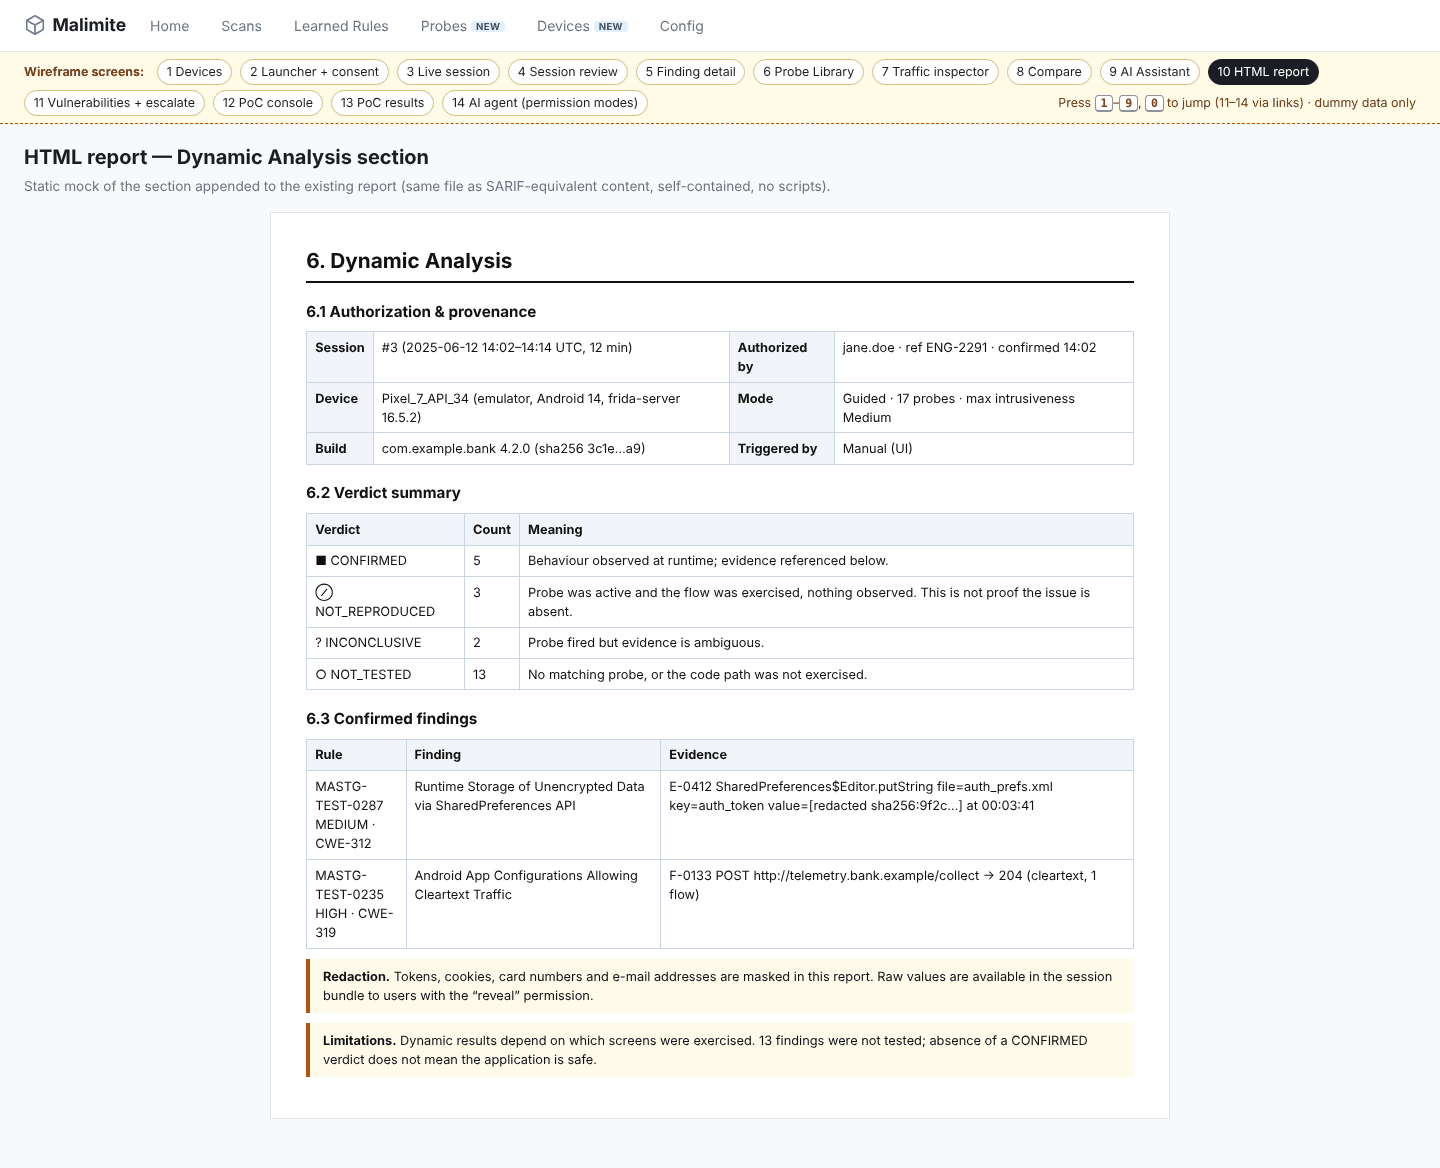 Malimite Home Scans Learned Rules Probes NEW Devices NEW Config
Wireframe screens: 1 Devices 2 Launcher + consent 3 Live session 4 Session review 5 Finding detail 6 Probe Library 7 Traffic inspector 8 Compare 9 AI Assistant 10 HTML report
11 Vulnerabilities + escalate 12 PoC console 13 PoC results 14 AI agent (permission modes) Press 1–9, 0 to jump (11–14 via links) · dummy data only
HTML report — Dynamic Analysis section
Static mock of the section appended to the existing report (same file as SARIF-equivalent content, self-contained, no scripts).
6. Dynamic Analysis
6.1 Authorization & provenance
Session #3 (2025-06-12 14:02–14:14 UTC, 12 min) Authorized jane.doe · ref ENG-2291 · confirmed 14:02
by
Device Pixel_7_API_34 (emulator, Android 14, frida-server Mode Guided · 17 probes · max intrusiveness
16.5.2) Medium
Build com.example.bank 4.2.0 (sha256 3c1e…a9) Triggered by Manual (UI)
6.2 Verdict summary
Verdict Count Meaning
■ CONFIRMED 5 Behaviour observed at runtime; evidence referenced below.
⊘ 3 Probe was active and the flow was exercised, nothing observed. This is not proof the issue is
NOT_REPRODUCED absent.
? INCONCLUSIVE 2 Probe fired but evidence is ambiguous.
○ NOT_TESTED 13 No matching probe, or the code path was not exercised.
6.3 Confirmed findings
Rule Finding Evidence
MASTG- Runtime Storage of Unencrypted Data E-0412 SharedPreferences$Editor.putString file=auth_prefs.xml
TEST-0287 via SharedPreferences API key=auth_token value=[redacted sha256:9f2c…] at 00:03:41
MEDIUM ·
CWE-312
MASTG- Android App Configurations Allowing F-0133 POST http://telemetry.bank.example/collect → 204 (cleartext, 1
TEST-0235 Cleartext Traffic flow)
HIGH · CWE-
319
Redaction. Tokens, cookies, card numbers and e-mail addresses are masked in this report. Raw values are available in the session
bundle to users with the “reveal” permission.
Limitations. Dynamic results depend on which screens were exercised. 13 findings were not tested; absence of a CONFIRMED
verdict does not mean the application is safe.